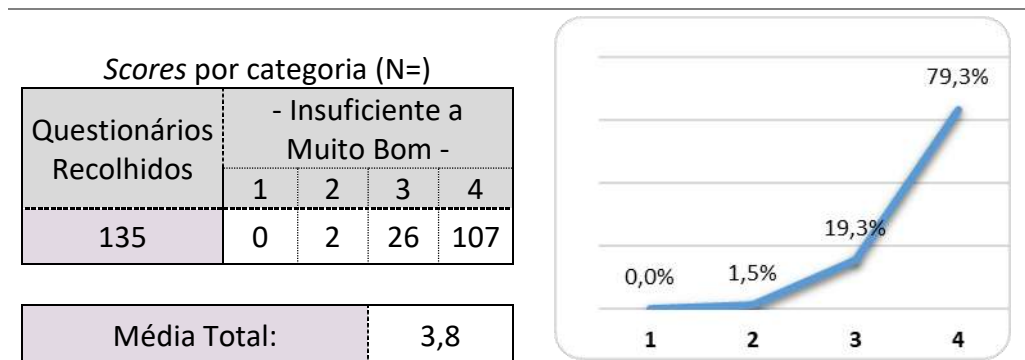 Scores por categoria (N=)
Questionários Recolhidos
- Insuficiente a Muito Bom -
1 2 3 4
135 0 2 26 107
Média Total: 3,8
79,3%
19,3%
0,0% 1,5%
1 2 3 4